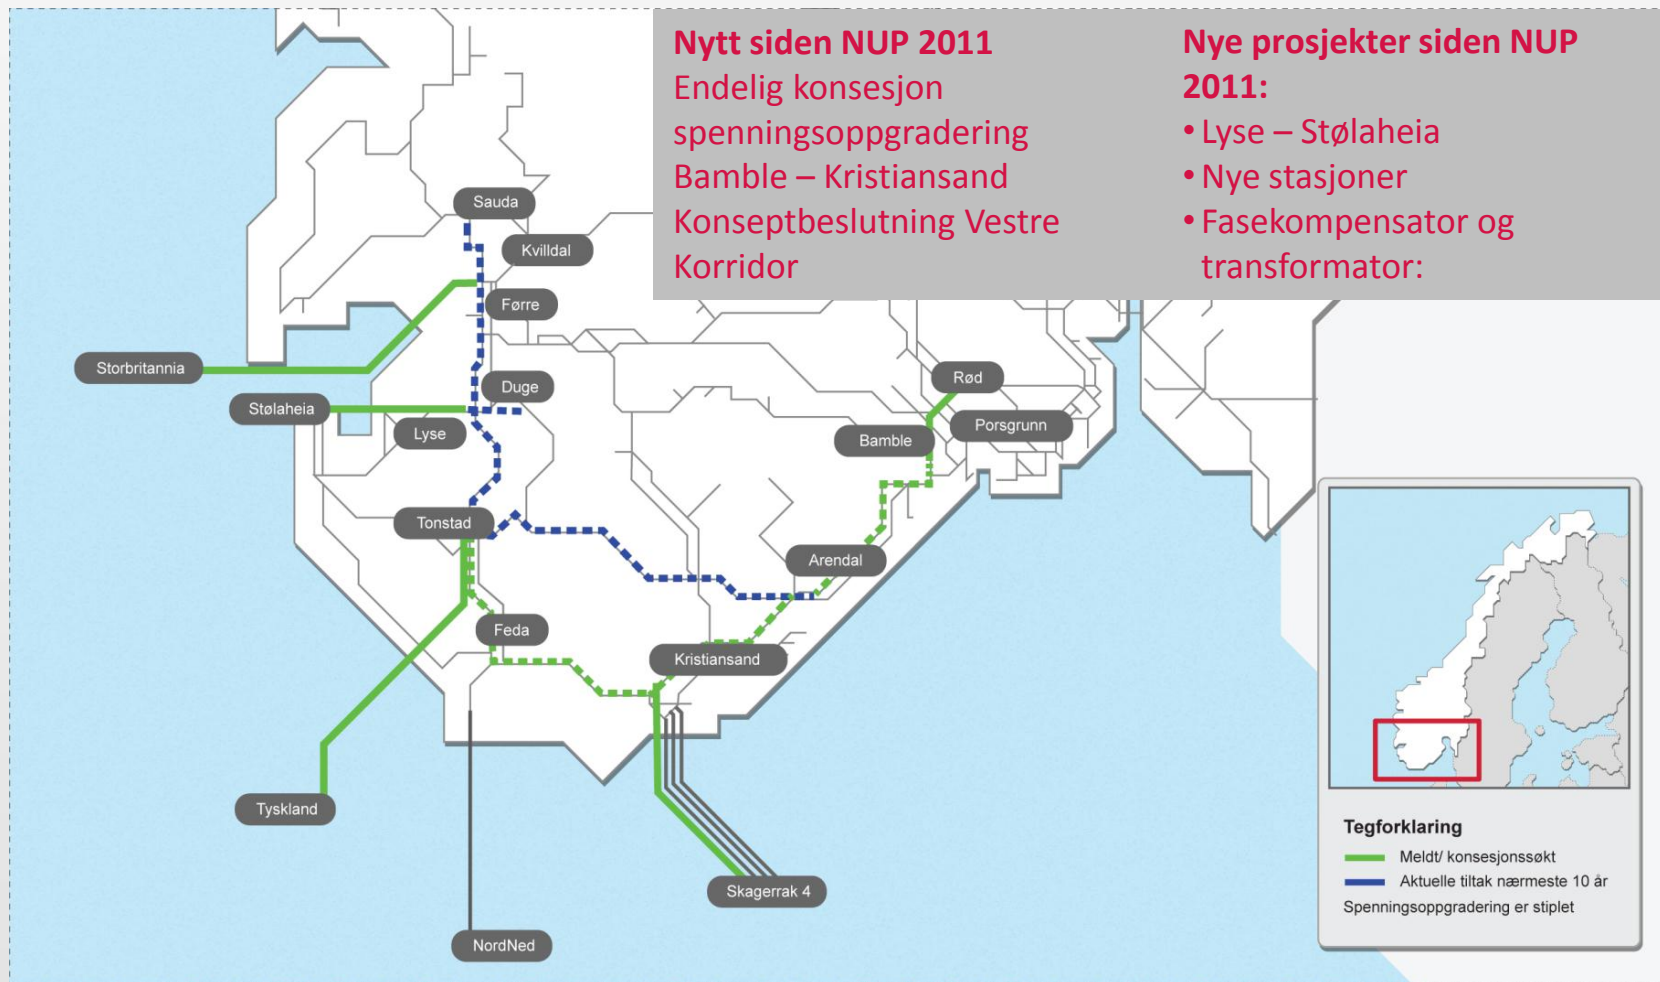 Nytt siden NUP 2011
Endelig konsesjon
spenningsoppgradering
Bamble – Kristiansand
Konseptbeslutning Vestre
Korridor
Nye prosjekter siden NUP
2011:
• Lyse – Stølaheia
• Nye stasjoner
• Fasekompensator og
transformator:
Sauda
Kvilldal
Førre
Storbritannia
Duge
Stølaheia
Lyse
Rød
Porsgrunn
Bamble
Tonstad
Arendal
Feda
Kristiansand
Tyskland
Skagerrak 4
NordNed
Tegforklaring
Meldt/ konsesjonssøkt
Aktuelle tiltak nærmeste 10 år
Spenningsoppgradering er stiplet